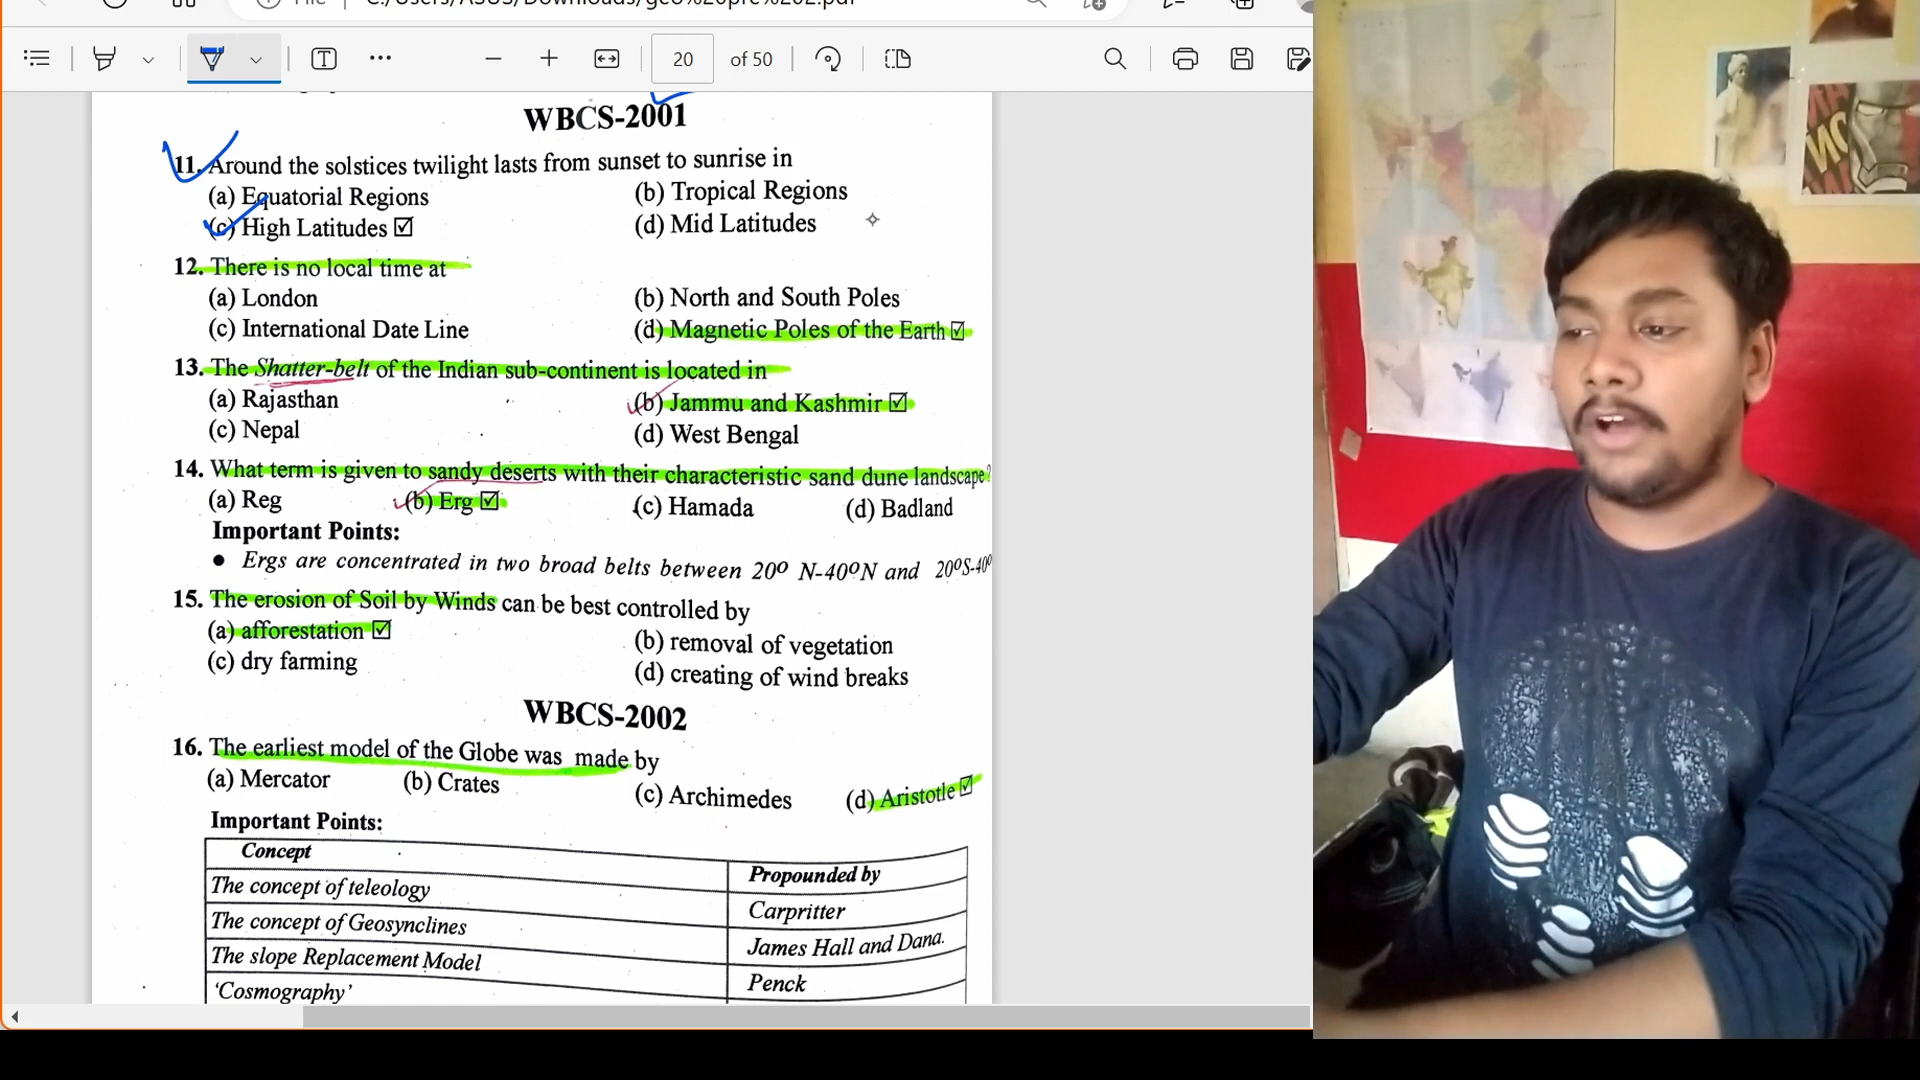 20 of 50
WBCS-2001
11. Around the solstices twilight lasts from sunset to sunrise in
(a) Equatorial Regions (b) Tropical Regions
(c) High Latitudes ☑ (d) Mid Latitudes
12. There is no local time at
(a) London (b) North and South Poles
(c) International Date Line (d) Magnetic Poles of the Earth ☑
13. The Shatter-belt of the Indian sub-continent is located in
(a) Rajasthan (b) Jammu and Kashmir ☑
(c) Nepal (d) West Bengal
14. What term is given to sandy deserts with their characteristic sand dune landscape?
(a) Reg (b) Erg ☑ (c) Hamada (d) Badland
Important Points:
● Ergs are concentrated in two broad belts between 20º N-40ºN and 20ºS-40º
15. The erosion of Soil by Winds can be best controlled by
(a) afforestation ☑ (b) removal of vegetation
(c) dry farming (d) creating of wind breaks
WBCS-2002
16. The earliest model of the Globe was made by
(a) Mercator (b) Crates (c) Archimedes (d) Aristotle ☑
Important Points:
Concept Propounded by
The concept of teleology Carpritter
The concept of Geosynclines James Hall and Dana.
The slope Replacement Model Penck
'Cosmography'